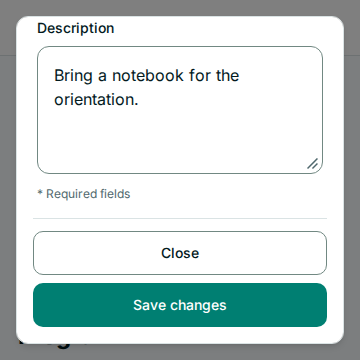 Description
Bring a notebook for the
orientation.
* Required fields
Close
Save changes